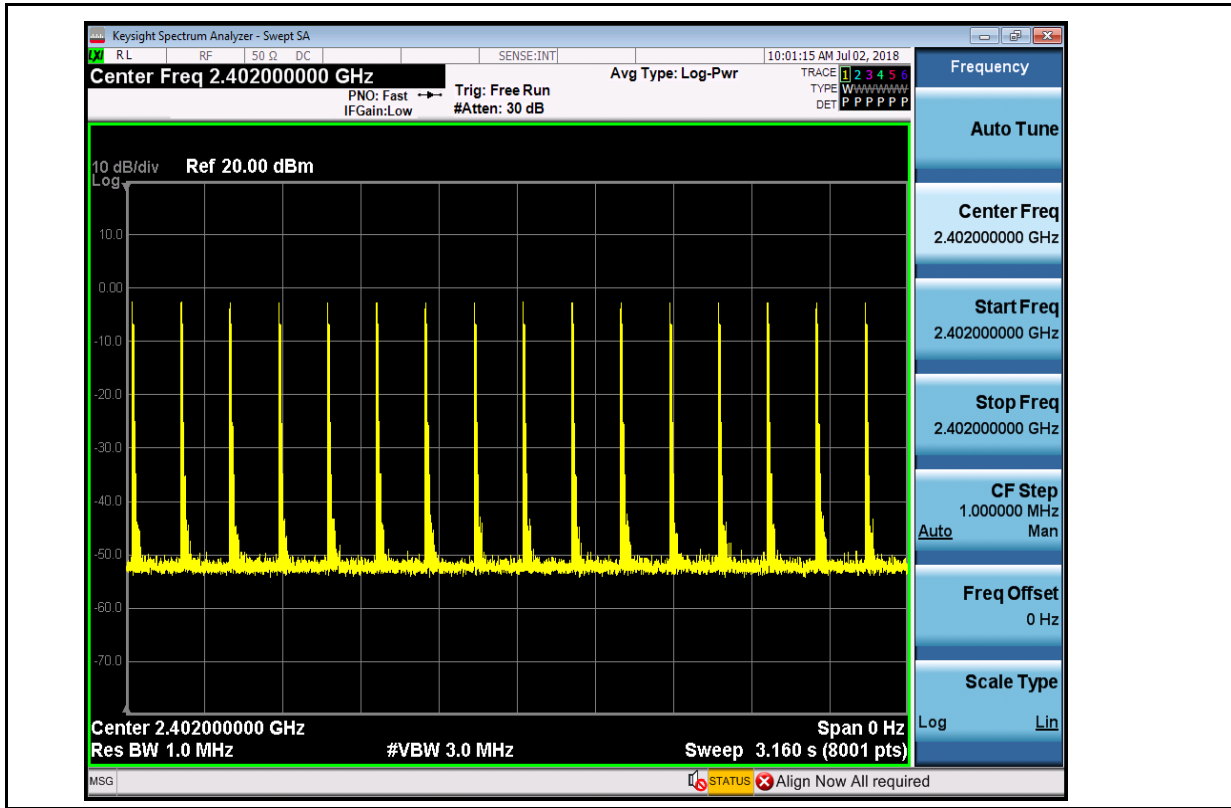 Keysight Spectrum Analyzer - Swept SA
LXI RL RF 50 Ω DC SENSE:INT 10:01:15 AM Jul 02, 2018
Center Freq 2.402000000 GHz
PNO: Fast
IFGain:Low
Trig: Free Run
#Atten: 30 dB
Avg Type: Log-Pwr
TRACE 1 2 3 4 5 6
TYPE WWWWWW
DET P P P P P P
10 dB/div Ref 20.00 dBm
Log
10.0
0.00
-10.0
-20.0
-30.0
-40.0
-50.0
-60.0
-70.0
Center 2.402000000 GHz Span 0 Hz
Res BW 1.0 MHz #VBW 3.0 MHz Sweep 3.160 s (8001 pts)
Frequency
Auto Tune
Center Freq
2.402000000 GHz
Start Freq
2.402000000 GHz
Stop Freq
2.402000000 GHz
CF Step
1.000000 MHz
Auto Man
Freq Offset
0 Hz
Scale Type
Log Lin
MSG STATUS Align Now All required